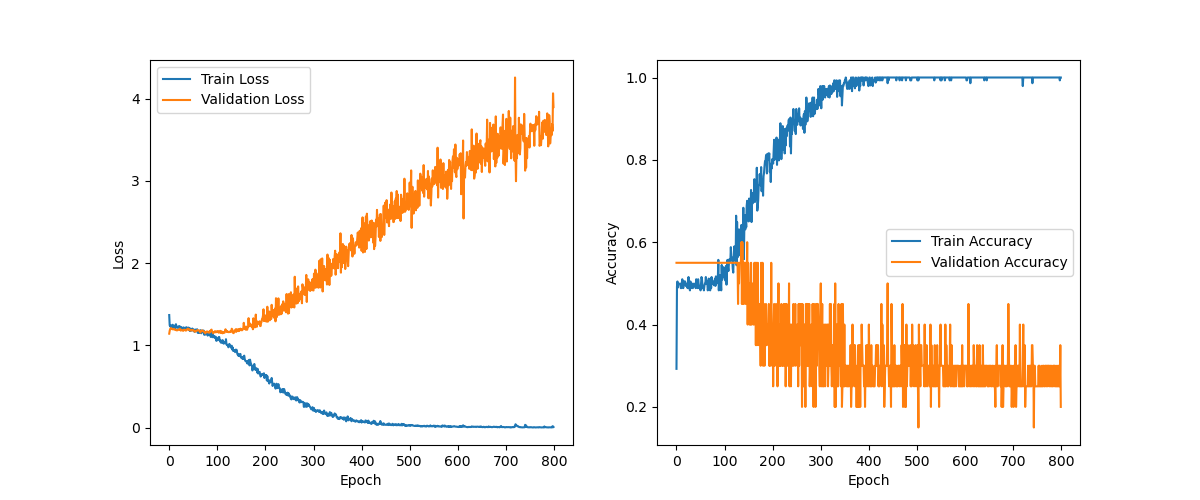 Train Loss
Validation Loss
4
3
2
1
0
0 100 200 300 400 500 600 700 800
Epoch
Loss
1.0
0.8
0.6
0.4
0.2
Train Accuracy
Validation Accuracy
0 100 200 300 400 500 600 700 800
Epoch
Accuracy